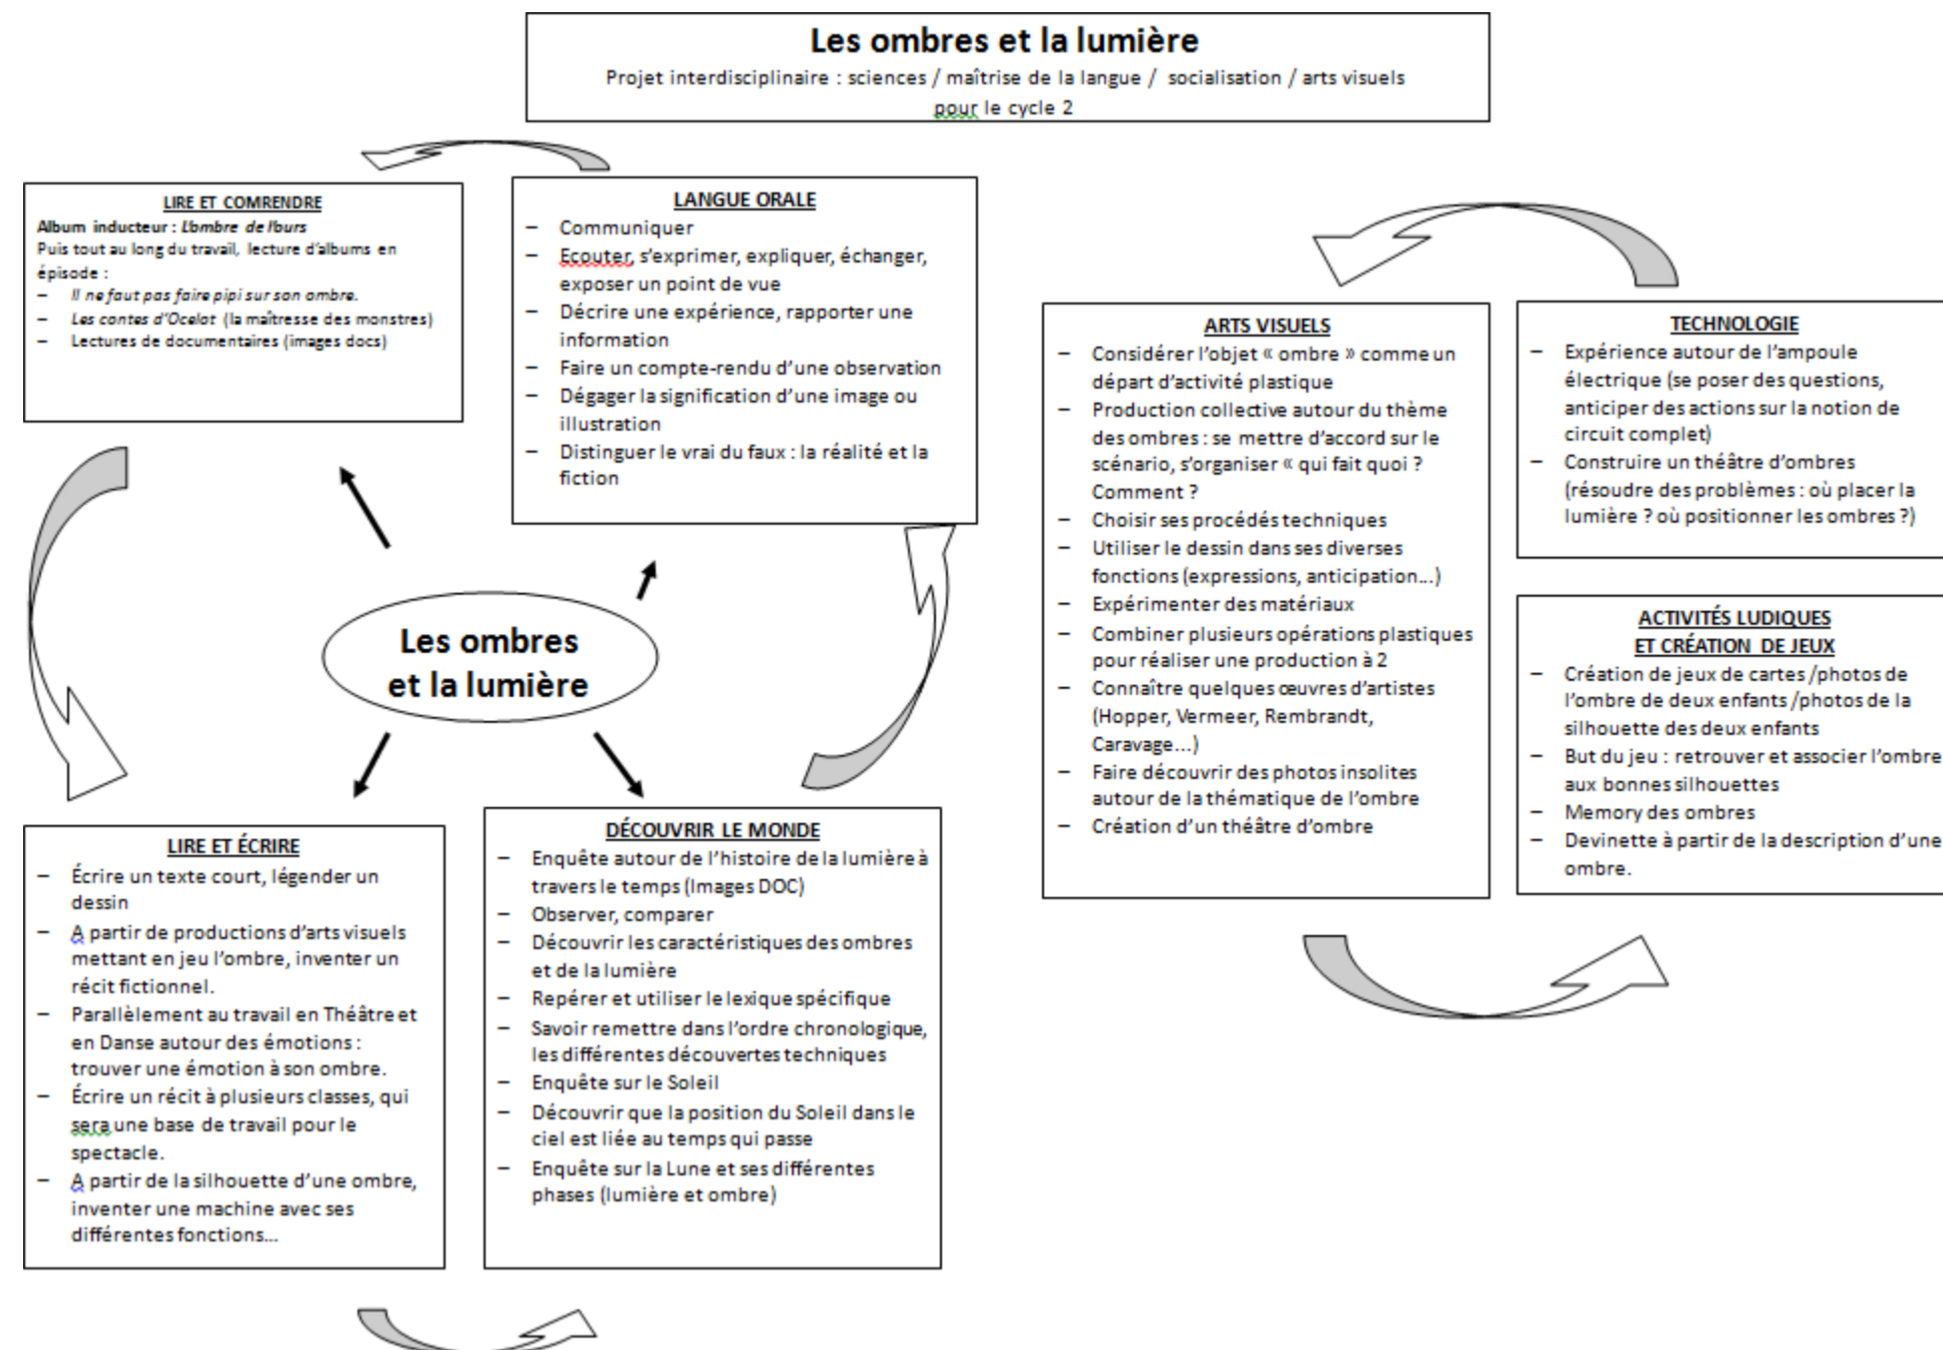 Les ombres et la lumière
Projet interdisciplinaire : sciences / maîtrise de la langue / socialisation / arts visuels
pour le cycle 2
LIRE ET COMRENDRE
Album inducteur : L'ombre de l'ours
Puis tout au long du travail, lecture d'albums en
épisode :
– Il ne faut pas faire pipi sur son ombre.
– Les contes d'Ocelot (la maîtresse des monstres)
– Lectures de documentaires (images docs)
LANGUE ORALE
– Communiquer
– Ecouter, s'exprimer, expliquer, échanger,
exposer un point de vue
– Décrire une expérience, rapporter une
information
– Faire un compte-rendu d'une observation
– Dégager la signification d'une image ou
illustration
– Distinguer le vrai du faux : la réalité et la
fiction
Les ombres
et la lumière
LIRE ET ÉCRIRE
– Écrire un texte court, légender un
dessin
– A partir de productions d'arts visuels
mettant en jeu l'ombre, inventer un
récit fictionnel.
– Parallèlement au travail en Théâtre et
en Danse autour des émotions :
trouver une émotion à son ombre.
– Écrire un récit à plusieurs classes, qui
sera une base de travail pour le
spectacle.
– A partir de la silhouette d'une ombre,
inventer une machine avec ses
différentes fonctions...
DÉCOUVRIR LE MONDE
– Enquête autour de l'histoire de la lumière à
travers le temps (Images DOC)
– Observer, comparer
– Découvrir les caractéristiques des ombres
et de la lumière
– Repérer et utiliser le lexique spécifique
– Savoir remettre dans l'ordre chronologique,
les différentes découvertes techniques
– Enquête sur le Soleil
– Découvrir que la position du Soleil dans le
ciel est liée au temps qui passe
– Enquête sur la Lune et ses différentes
phases (lumière et ombre)
ARTS VISUELS
– Considérer l'objet « ombre » comme un
départ d'activité plastique
– Production collective autour du thème
des ombres : se mettre d'accord sur le
scénario, s'organiser « qui fait quoi ?
Comment ?
– Choisir ses procédés techniques
– Utiliser le dessin dans ses diverses
fonctions (expressions, anticipation...)
– Expérimenter des matériaux
– Combiner plusieurs opérations plastiques
pour réaliser une production à 2
– Connaître quelques œuvres d'artistes
(Hopper, Vermeer, Rembrandt,
Caravage...)
– Faire découvrir des photos insolites
autour de la thématique de l'ombre
– Création d'un théâtre d'ombre
TECHNOLOGIE
– Expérience autour de l'ampoule
électrique (se poser des questions,
anticiper des actions sur la notion de
circuit complet)
– Construire un théâtre d'ombres
(résoudre des problèmes : où placer la
lumière ? où positionner les ombres ?)
ACTIVITÉS LUDIQUES
ET CRÉATION DE JEUX
– Création de jeux de cartes /photos de
l'ombre de deux enfants /photos de la
silhouette des deux enfants
– But du jeu : retrouver et associer l'ombre
aux bonnes silhouettes
– Memory des ombres
– Devinette à partir de la description d'une
ombre.